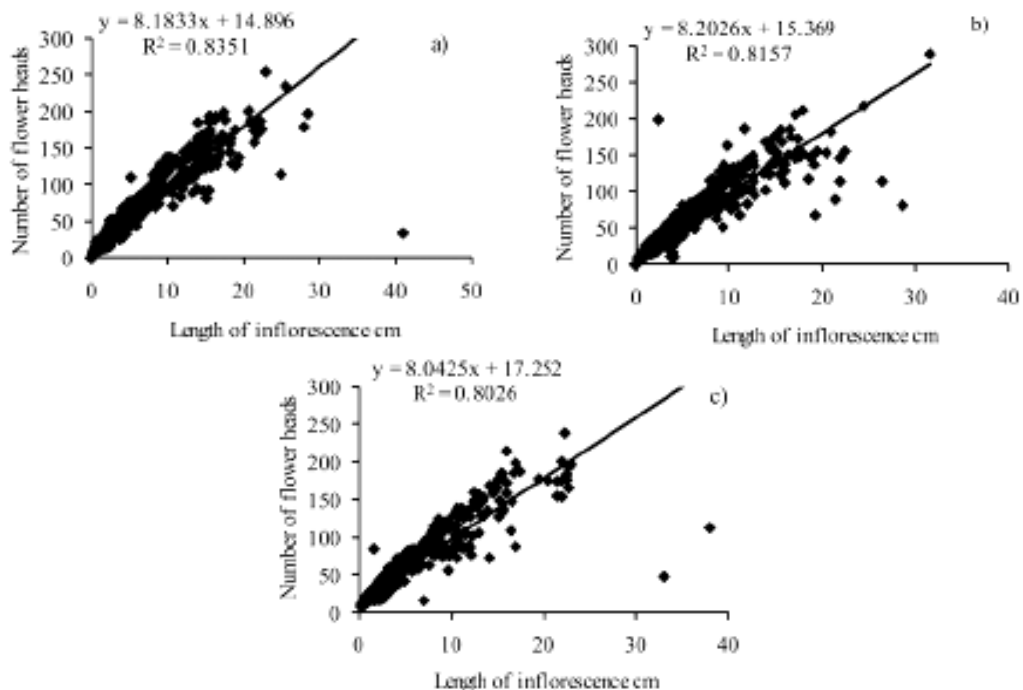 y = 8.1833x + 14.896
R² = 0.8351
a)
Number of flower heads
300
250
200
150
100
50
0
0 10 20 30 40 50
Length of inflorescence cm
y = 8.2026x + 15.369
R² = 0.8157
b)
Number of flower heads
300
250
200
150
100
50
0
0 10 20 30 40
Length of inflorescence cm
y = 8.0425x + 17.252
R² = 0.8026
c)
Number of flower heads
300
250
200
150
100
50
0
0 10 20 30 40
Length of inflorescence cm